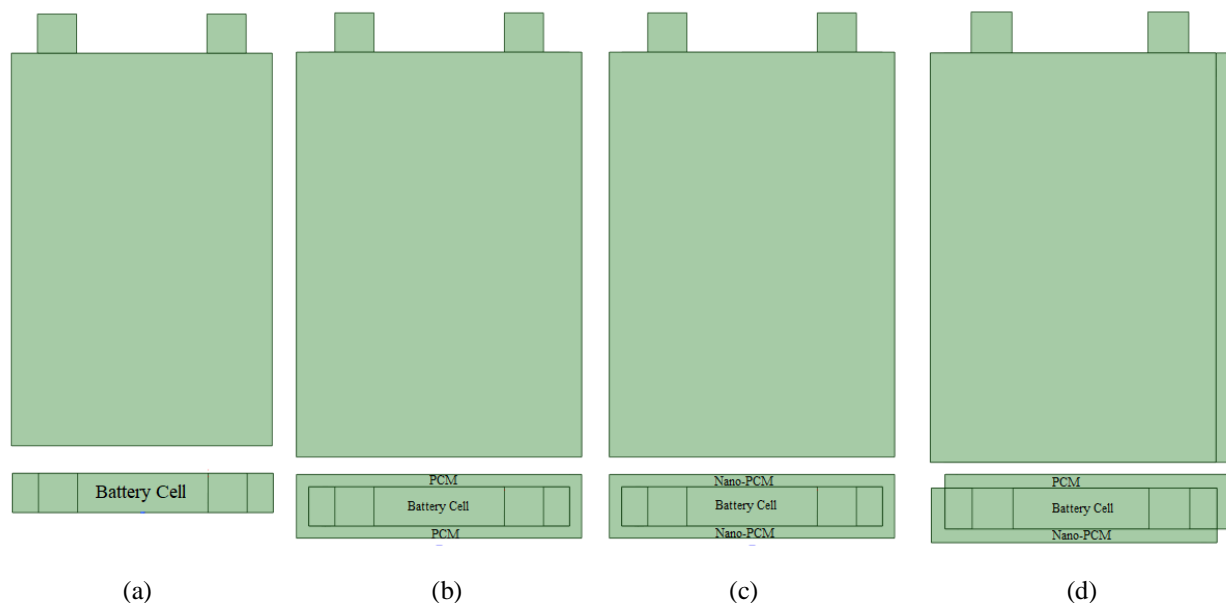 Battery Cell
PCM
Battery Cell
PCM
Nano-PCM
Battery Cell
Nano-PCM
PCM
Battery Cell
Nano-PCM
(a)
(b)
(c)
(d)